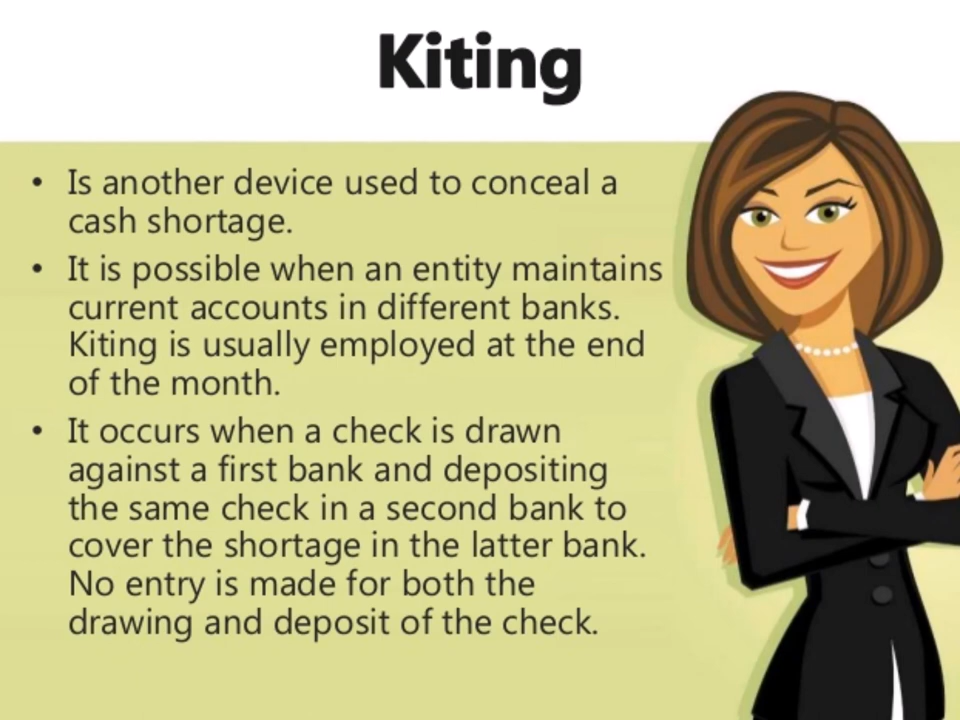 Kiting
• Is another device used to conceal a
cash shortage.
• It is possible when an entity maintains
current accounts in different banks.
Kiting is usually employed at the end
of the month.
• It occurs when a check is drawn
against a first bank and depositing
the same check in a second bank to
cover the shortage in the latter bank.
No entry is made for both the
drawing and deposit of the check.